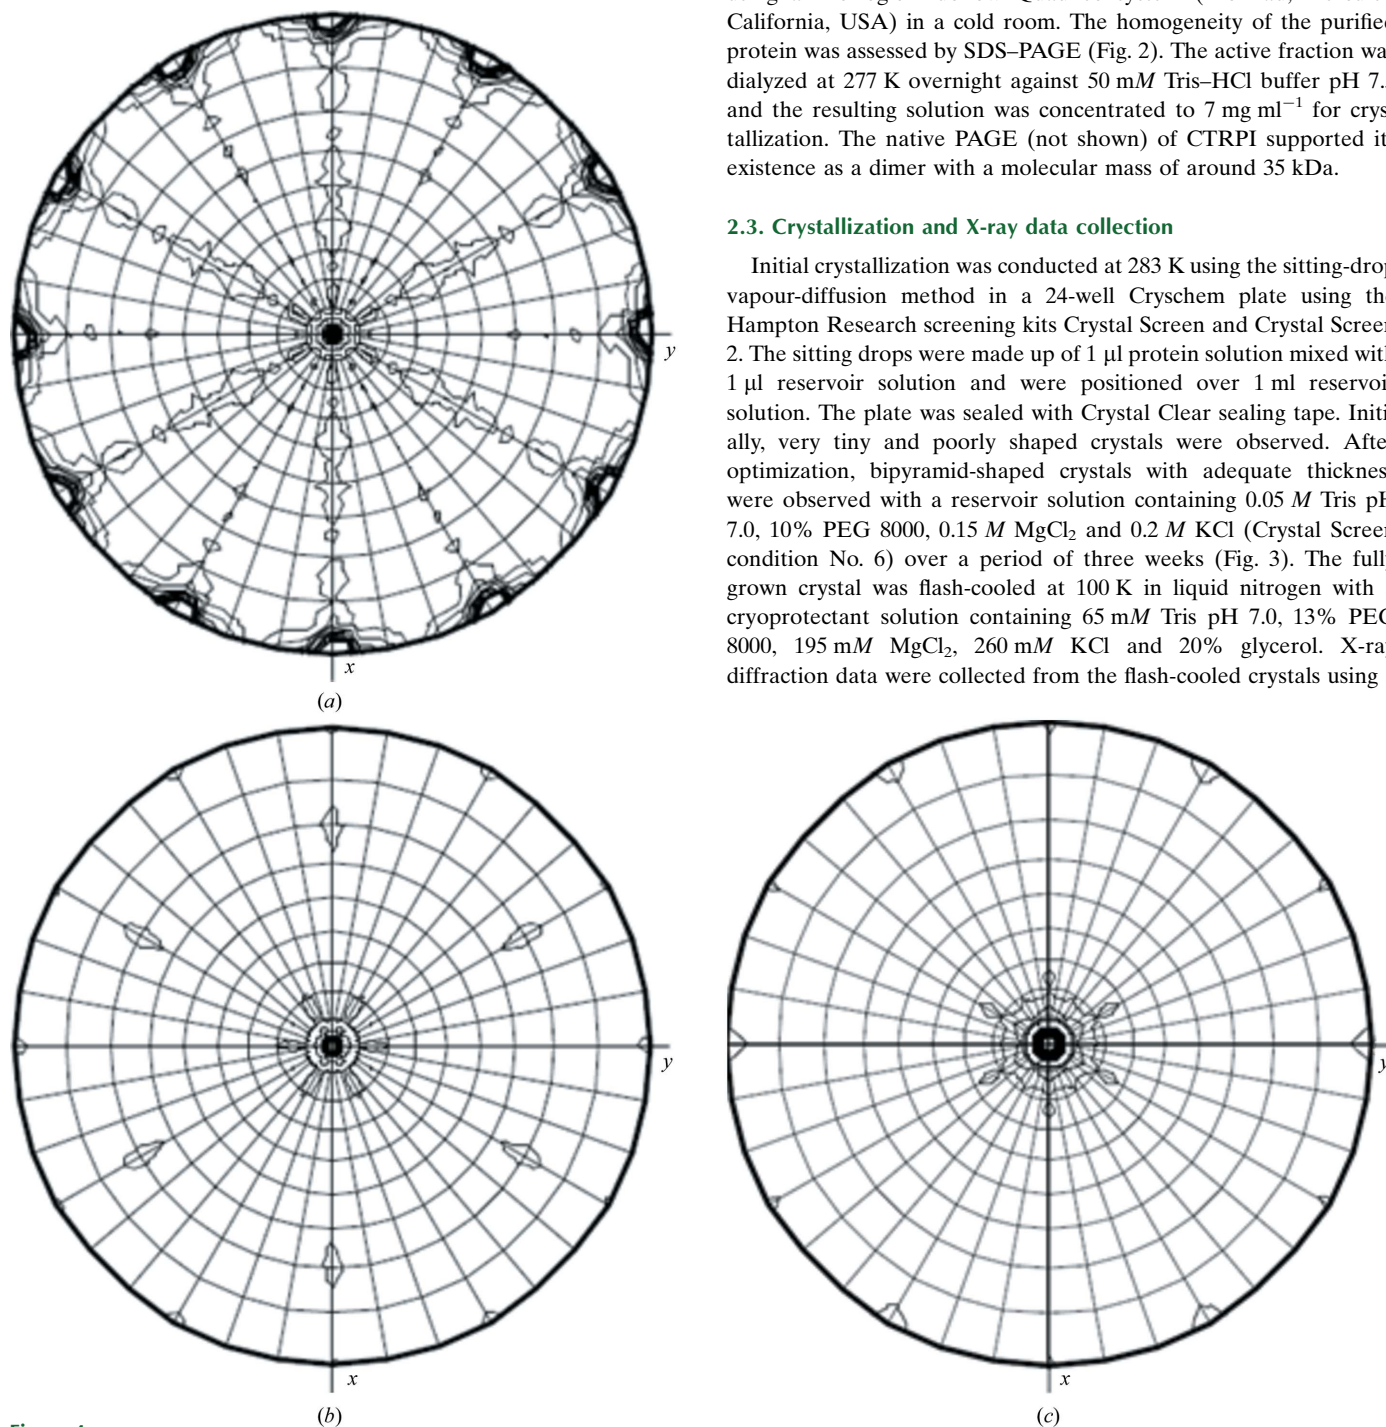 California, USA) in a cold room. The homogeneity of the purified
protein was assessed by SDS–PAGE (Fig. 2). The active fraction wa
dialyzed at 277 K overnight against 50 mM Tris–HCl buffer pH 7.
and the resulting solution was concentrated to 7 mg ml⁻¹ for crys
tallization. The native PAGE (not shown) of CTRPI supported it
existence as a dimer with a molecular mass of around 35 kDa.
2.3. Crystallization and X-ray data collection
Initial crystallization was conducted at 283 K using the sitting-drop
vapour-diffusion method in a 24-well Cryschem plate using the
Hampton Research screening kits Crystal Screen and Crystal Screen
2. The sitting drops were made up of 1 µl protein solution mixed with
1 µl reservoir solution and were positioned over 1 ml reservoi
solution. The plate was sealed with Crystal Clear sealing tape. Initi
ally, very tiny and poorly shaped crystals were observed. After
optimization, bipyramid-shaped crystals with adequate thickness
were observed with a reservoir solution containing 0.05 M Tris pH
7.0, 10% PEG 8000, 0.15 M MgCl₂ and 0.2 M KCl (Crystal Screen
condition No. 6) over a period of three weeks (Fig. 3). The fully
grown crystal was flash-cooled at 100 K in liquid nitrogen with
cryoprotectant solution containing 65 mM Tris pH 7.0, 13% PEG
8000, 195 mM MgCl₂, 260 mM KCl and 20% glycerol. X-ray
diffraction data were collected from the flash-cooled crystals using
y
x
(a)
y
x
(b)
y
x
(c)